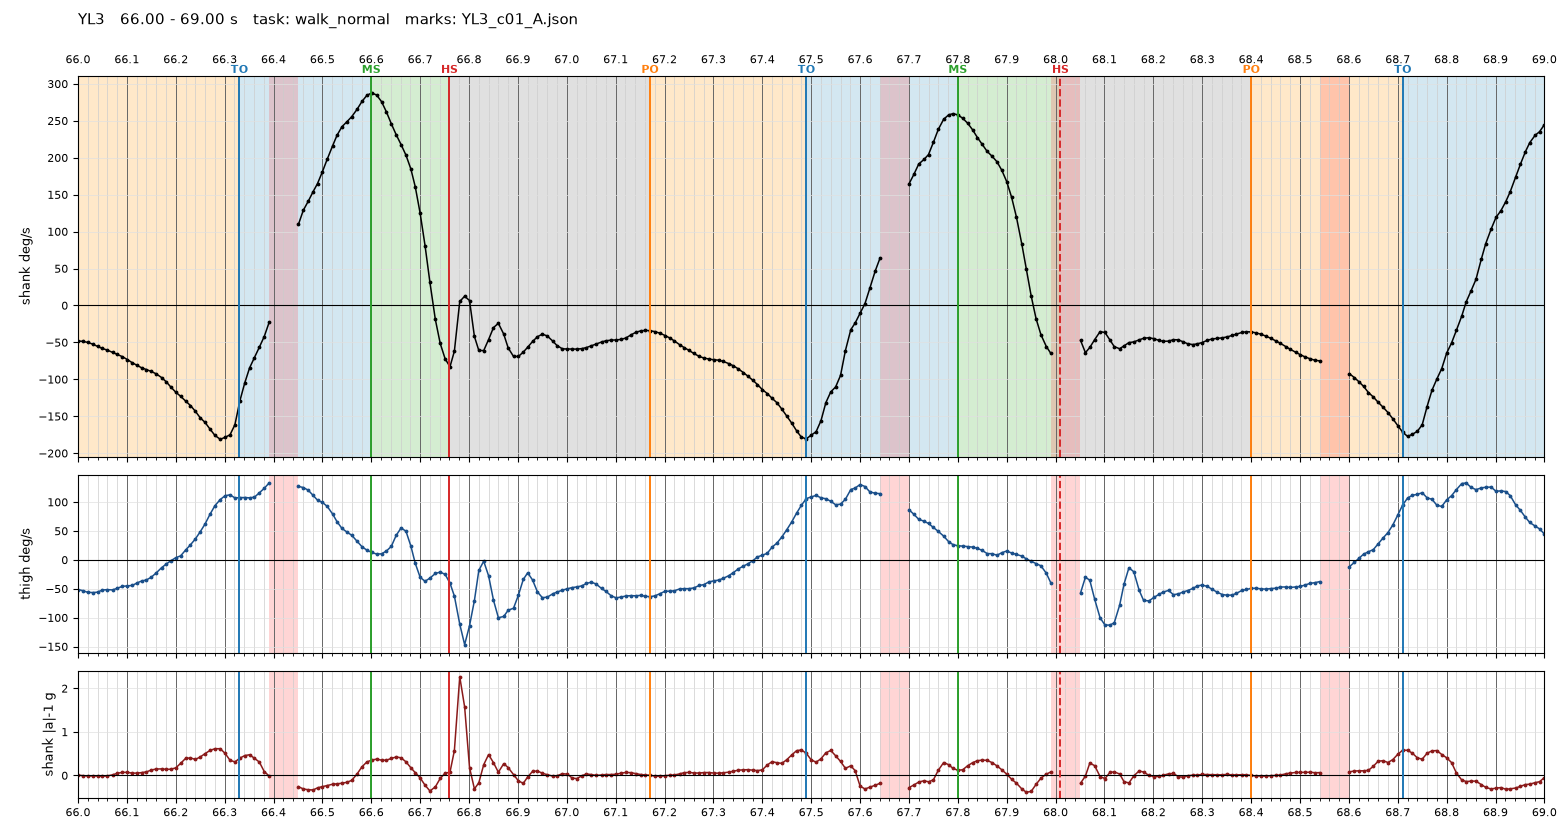 YL3   66.00 - 69.00 s   task: walk_normal   marks: YL3_c01_A.json
66.0 66.1 66.2 66.3 66.4 66.5 66.6 66.7 66.8 66.9 67.0 67.1 67.2 67.3 67.4 67.5 67.6 67.7 67.8 67.9 68.0 68.1 68.2 68.3 68.4 68.5 68.6 68.7 68.8 68.9 69.0
TO MS HS PO TO MS HS PO TO
shank deg/s
300
250
200
150
100
50
0
−50
−100
−150
−200
thigh deg/s
100
50
0
−50
−100
−150
shank |a|-1 g
2
1
0
66.0 66.1 66.2 66.3 66.4 66.5 66.6 66.7 66.8 66.9 67.0 67.1 67.2 67.3 67.4 67.5 67.6 67.7 67.8 67.9 68.0 68.1 68.2 68.3 68.4 68.5 68.6 68.7 68.8 68.9 69.0